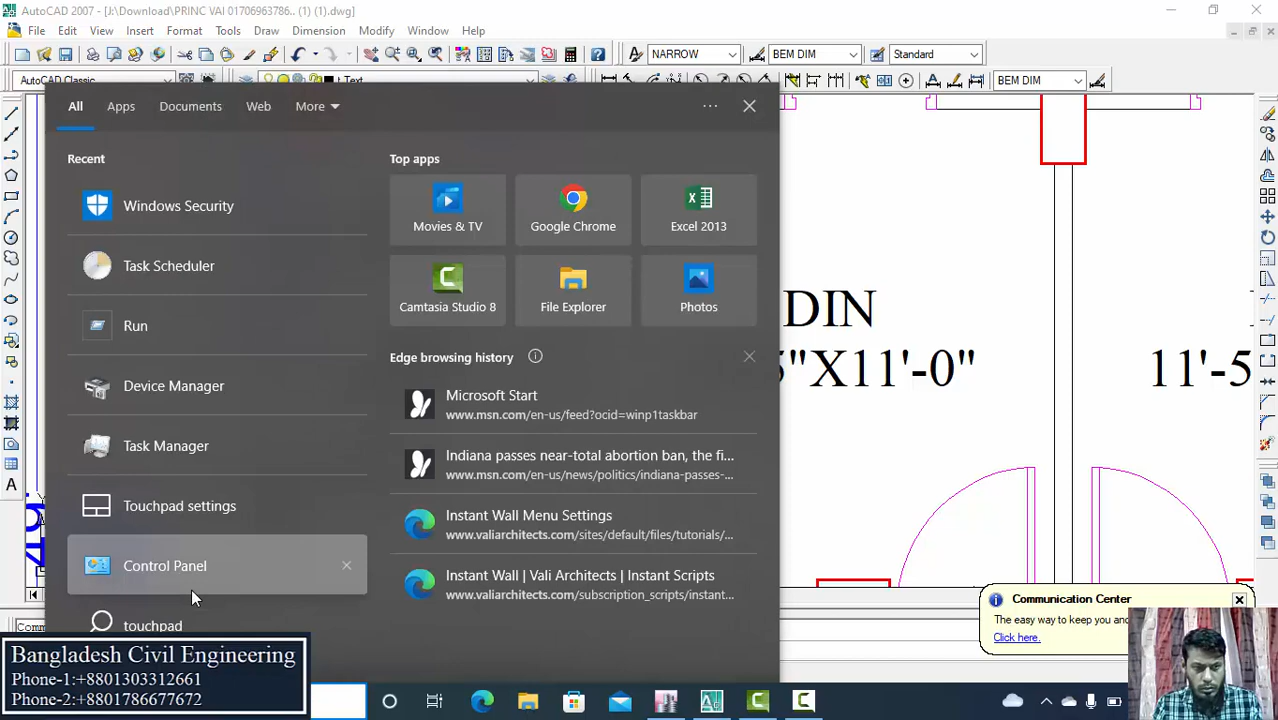 AutoCAD 2007 - [J:\Download\PRINC VAI 01706963786.. (1) (1).dwg]
File Edit View Insert Format Tools Draw Dimension Modify Window Help
NARROW BEM DIM Standard
AutoCAD Classic Text BEM DIM
All Apps Documents Web More
Recent Top apps
Windows Security
Movies & TV Google Chrome Excel 2013
Task Scheduler
Camtasia Studio 8 File Explorer Photos
Run
Edge browsing history
Device Manager
Microsoft Start
www.msn.com/en-us/feed?ocid=winp1taskbar
Task Manager
Indiana passes near-total abortion ban, the fi...
www.msn.com/en-us/news/politics/indiana-passes-...
Touchpad settings
Instant Wall Menu Settings
www.valiarchitects.com/sites/default/files/tutorials/...
Control Panel
Instant Wall | Vali Architects | Instant Scripts
www.valiarchitects.com/subscription_scripts/instant...
touchpad
DIN
5"X11'-0"
11'-5
Communication Center
The easy way to keep you and
Click here.
Comm
Bangladesh Civil Engineering
Phone-1:+8801303312661
Phone-2:+8801786677672